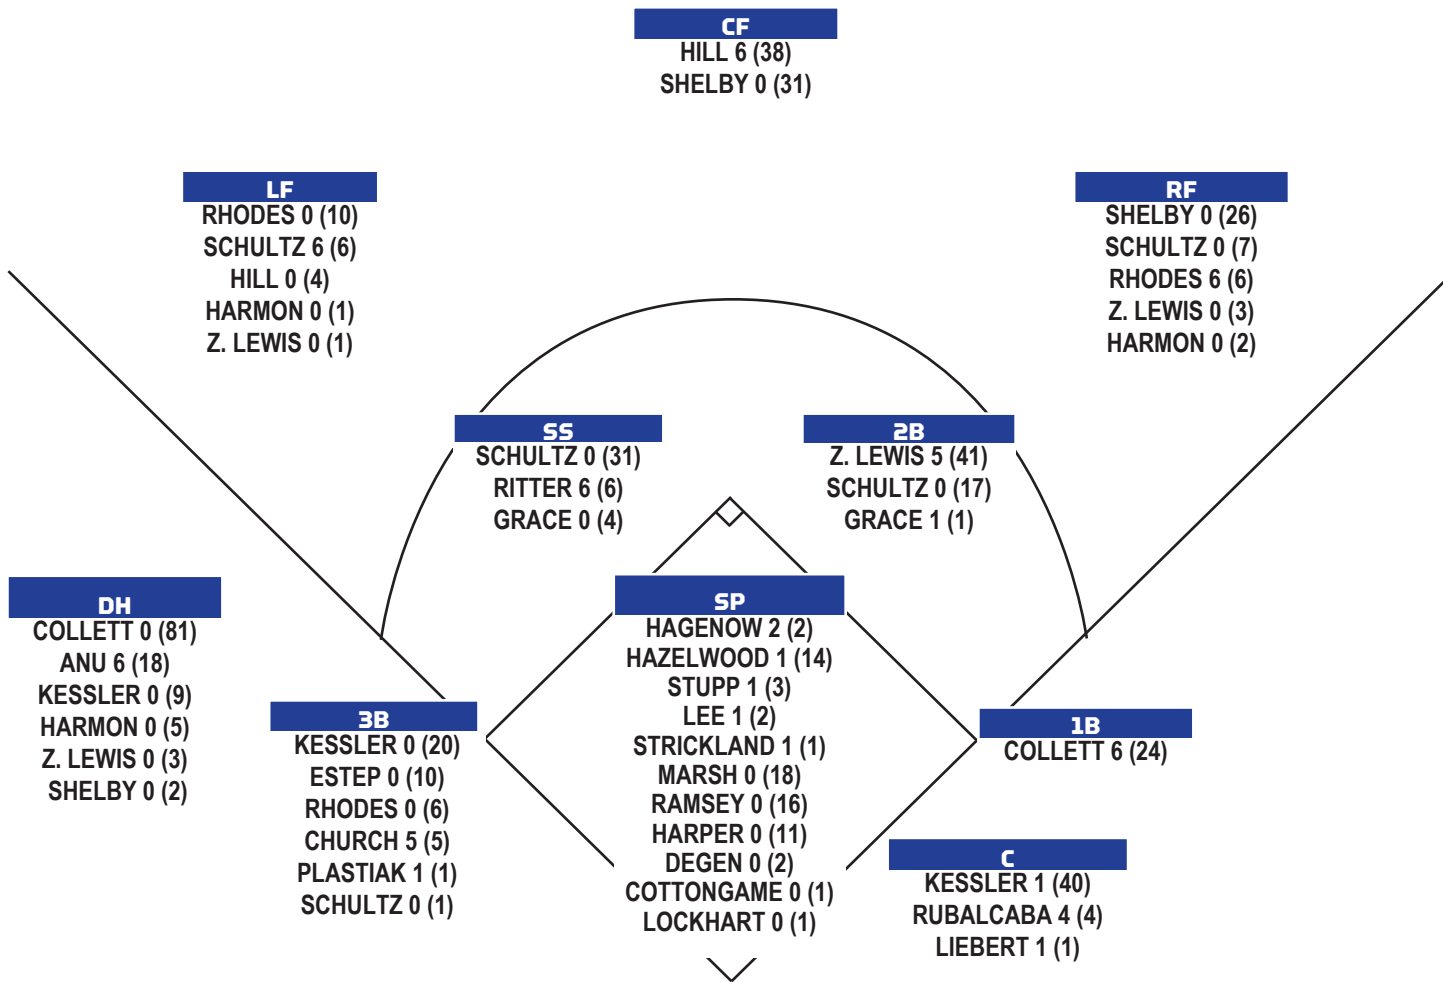 CF
HILL 6 (38)
SHELBY 0 (31)
LF
RHODES 0 (10)
SCHULTZ 6 (6)
HILL 0 (4)
HARMON 0 (1)
Z. LEWIS 0 (1)
RF
SHELBY 0 (26)
SCHULTZ 0 (7)
RHODES 6 (6)
Z. LEWIS 0 (3)
HARMON 0 (2)
SS
SCHULTZ 0 (31)
RITTER 6 (6)
GRACE 0 (4)
2B
Z. LEWIS 5 (41)
SCHULTZ 0 (17)
GRACE 1 (1)
DH
COLLETT 0 (81)
ANU 6 (18)
KESSLER 0 (9)
HARMON 0 (5)
Z. LEWIS 0 (3)
SHELBY 0 (2)
3B
KESSLER 0 (20)
ESTEP 0 (10)
RHODES 0 (6)
CHURCH 5 (5)
PLASTIAK 1 (1)
SCHULTZ 0 (1)
SP
HAGENOW 2 (2)
HAZELWOOD 1 (14)
STUPP 1 (3)
LEE 1 (2)
STRICKLAND 1 (1)
MARSH 0 (18)
RAMSEY 0 (16)
HARPER 0 (11)
DEGEN 0 (2)
COTTONGAME 0 (1)
LOCKHART 0 (1)
1B
COLLETT 6 (24)
C
KESSLER 1 (40)
RUBALCABA 4 (4)
LIEBERT 1 (1)